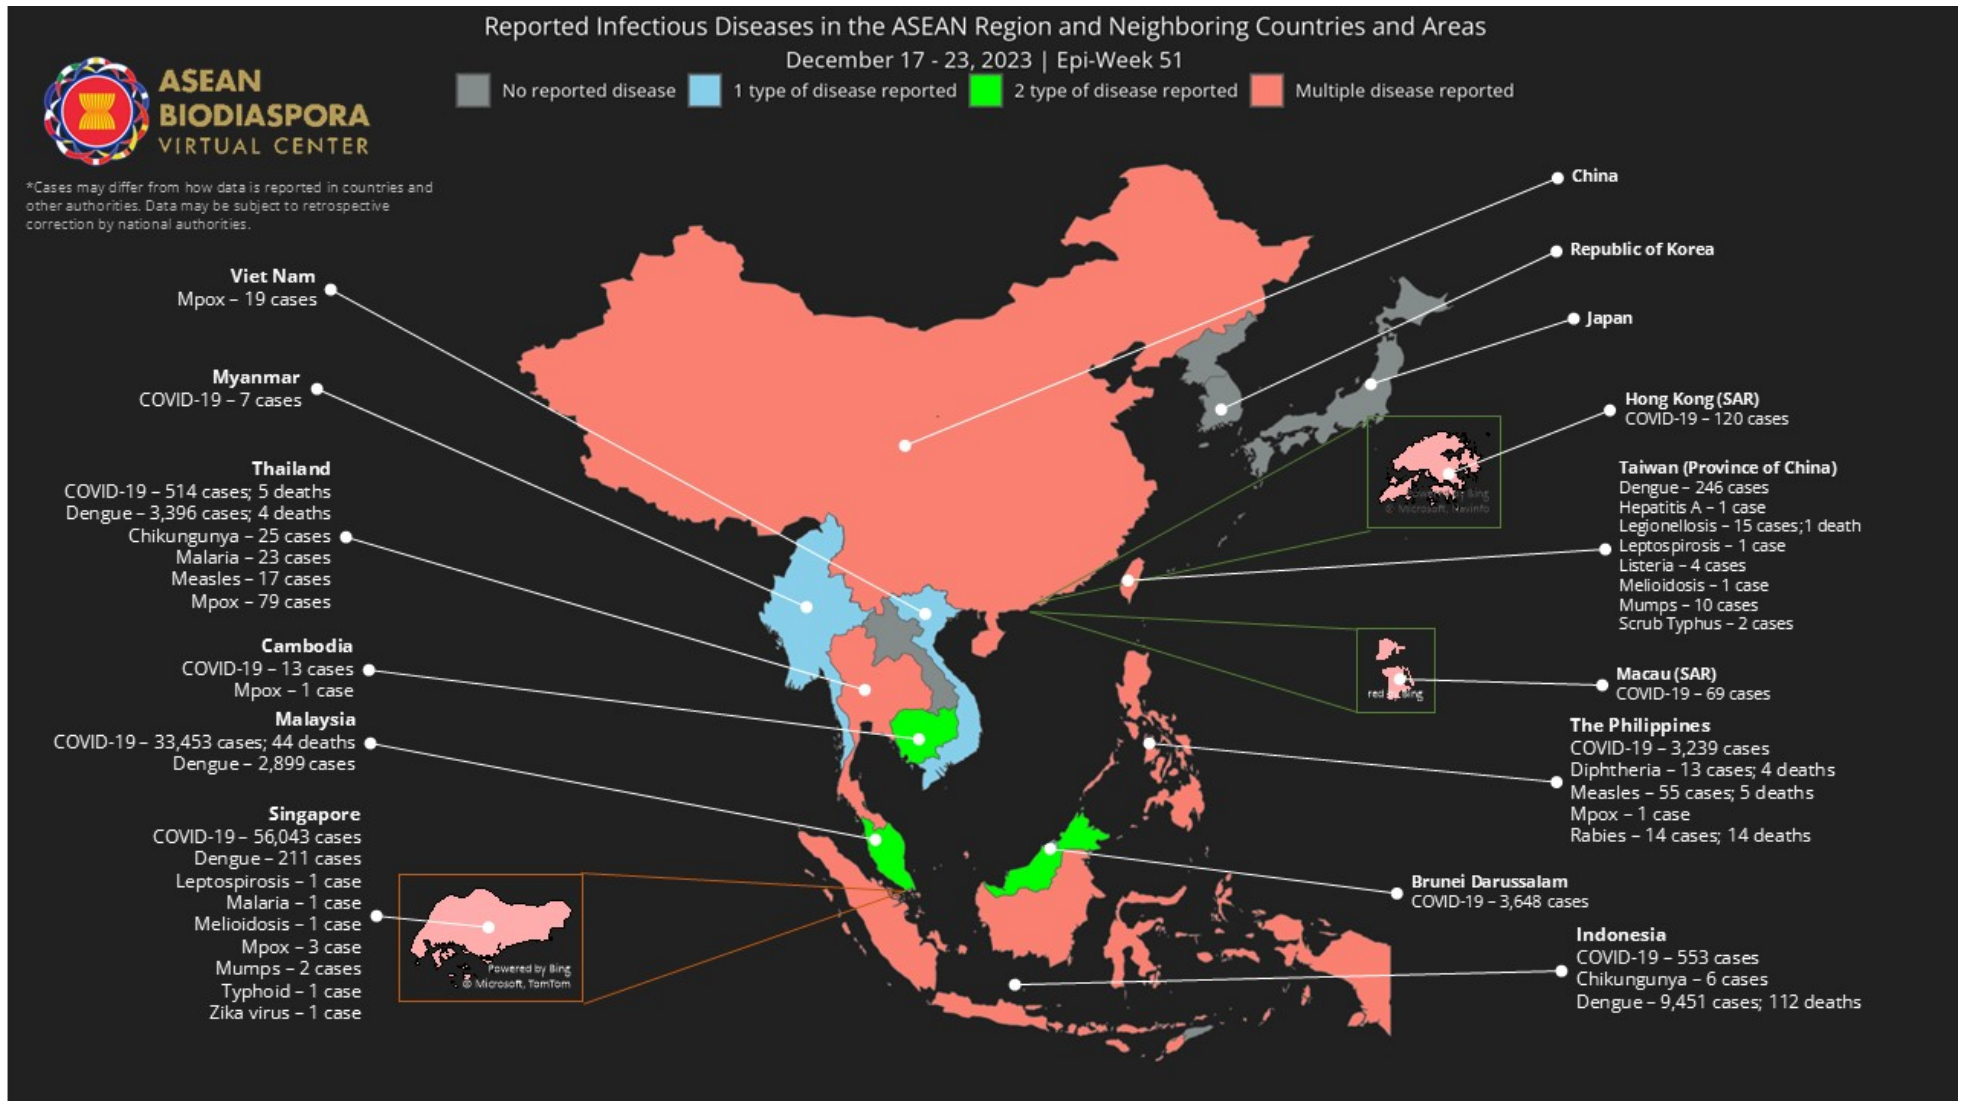 Reported Infectious Diseases in the ASEAN Region and Neighboring Countries and Areas
December 17 - 23, 2023 | Epi-Week 51
No reported disease
1 type of disease reported
2 type of disease reported
Multiple disease reported
ASEAN
BIODIASPORA
VIRTUAL CENTER
*Cases may differ from how data is reported in countries and
other authorities. Data may be subject to retrospective
correction by national authorities.
Viet Nam
Mpox – 19 cases
Myanmar
COVID-19 – 7 cases
Thailand
COVID-19 – 514 cases; 5 deaths
Dengue – 3,396 cases; 4 deaths
Chikungunya – 25 cases
Malaria – 23 cases
Measles – 17 cases
Mpox – 79 cases
Cambodia
COVID-19 – 13 cases
Mpox – 1 case
Malaysia
COVID-19 – 33,453 cases; 44 deaths
Dengue – 2,899 cases
Singapore
COVID-19 – 56,043 cases
Dengue – 211 cases
Leptospirosis – 1 case
Malaria – 1 case
Melioidosis – 1 case
Mpox – 3 case
Mumps – 2 cases
Typhoid – 1 case
Zika virus – 1 case
Powered by Bing
© Microsoft, TomTom
China
Republic of Korea
Japan
Hong Kong (SAR)
COVID-19 – 120 cases
Powered by Bing
© Microsoft, Navinfo
Taiwan (Province of China)
Dengue – 246 cases
Hepatitis A – 1 case
Legionellosis – 15 cases;1 death
Leptospirosis – 1 case
Listeria – 4 cases
Melioidosis – 1 case
Mumps – 10 cases
Scrub Typhus – 2 cases
Macau (SAR)
COVID-19 – 69 cases
The Philippines
COVID-19 – 3,239 cases
Diphtheria – 13 cases; 4 deaths
Measles – 55 cases; 5 deaths
Mpox – 1 case
Rabies – 14 cases; 14 deaths
Brunei Darussalam
COVID-19 – 3,648 cases
Indonesia
COVID-19 – 553 cases
Chikungunya – 6 cases
Dengue – 9,451 cases; 112 deaths